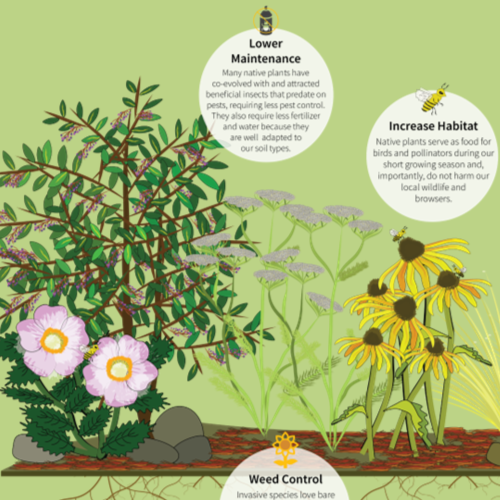 Lower
Maintenance
Many native plants have
co-evolved with and attracted
beneficial insects that predate on
pests, requiring less pest control.
They also require less fertilizer
and water because they
are well adapted to
our soil types.
Increase Habitat
Native plants serve as food for
birds and pollinators during our
short growing season and,
importantly, do not harm our
local wildlife and
browsers.
Weed Control
Invasive species love bare